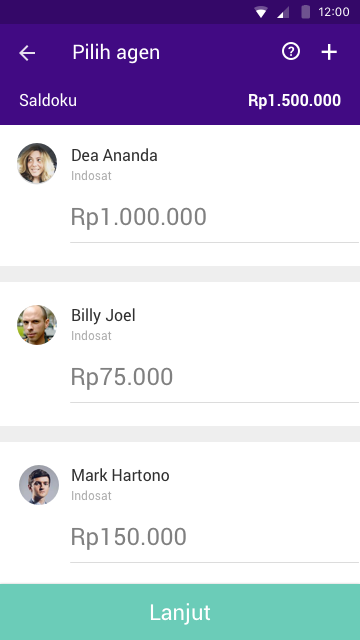 12:00
Pilih agen
Saldoku Rp1.500.000
Dea Ananda
Indosat
Rp1.000.000
Billy Joel
Indosat
Rp75.000
Mark Hartono
Indosat
Rp150.000
Lanjut